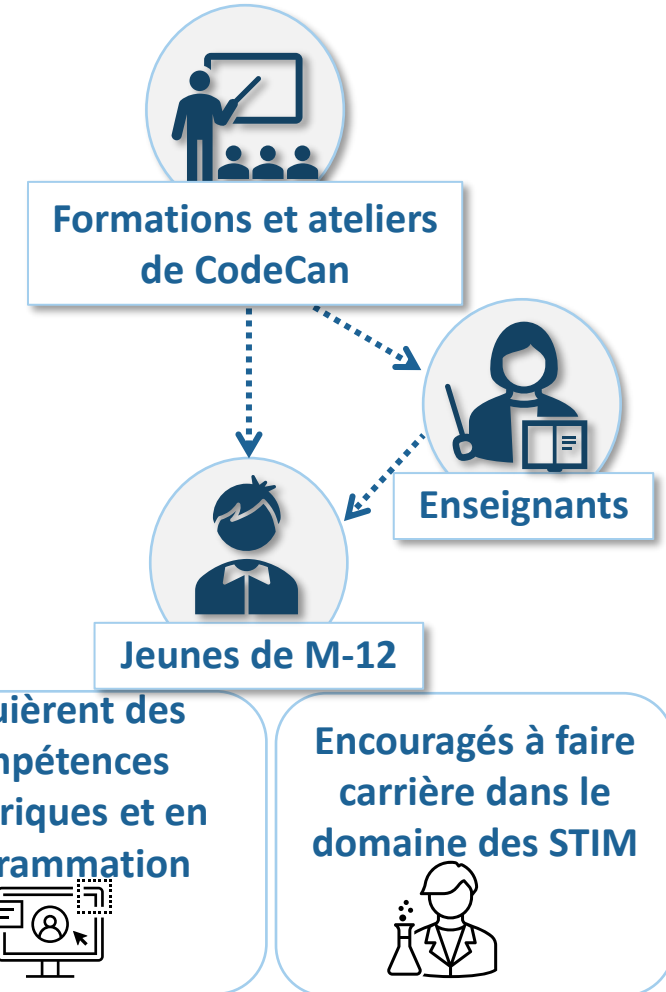 Formations et ateliers
de CodeCan
Enseignants
Jeunes de M-12
des
et en
Encouragés à faire
carrière dans le
domaine des STIM